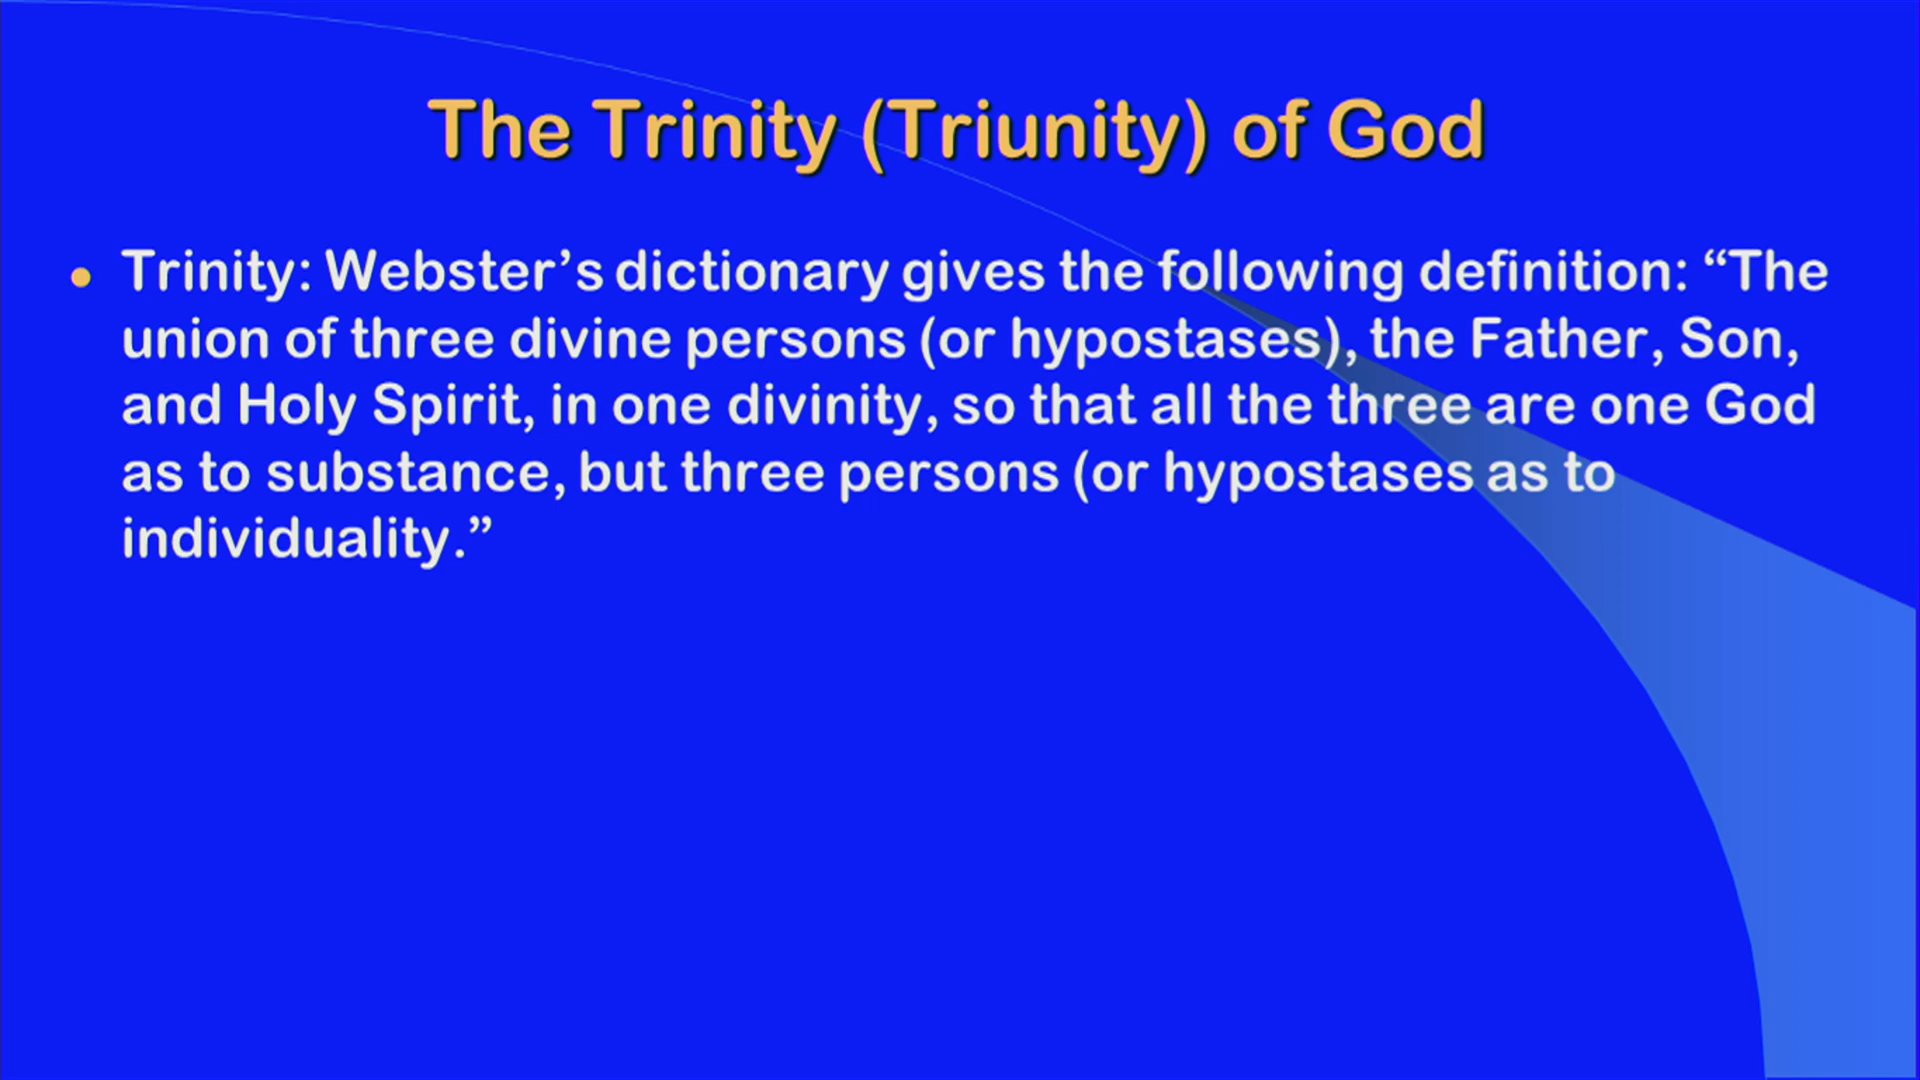 The Trinity (Triunity) of God
• Trinity: Webster’s dictionary gives the following definition: “The
union of three divine persons (or hypostases), the Father, Son,
and Holy Spirit, in one divinity, so that all the three are one God
as to substance, but three persons (or hypostases as to
individuality.”